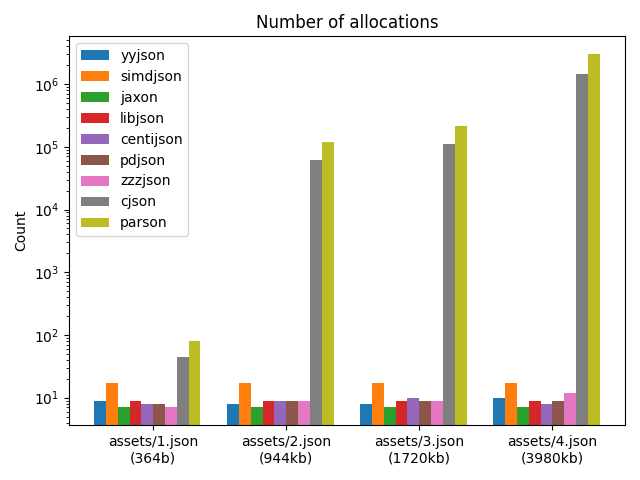 Number of allocations
yyjson
simdjson
jaxon
libjson
centijson
pdjson
zzzjson
cjson
parson
Count
10^6
10^5
10^4
10^3
10^2
10^1
assets/1.json
(364b)
assets/2.json
(944kb)
assets/3.json
(1720kb)
assets/4.json
(3980kb)